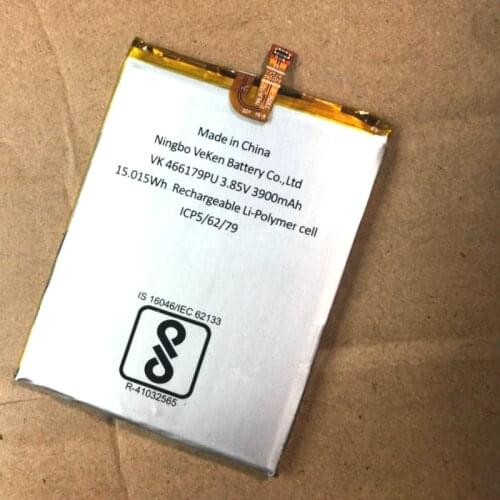 Made in China
Ningbo VeKen Battery Co.,Ltd
VK 466179PU 3.85V 3900mAh
15.015Wh Rechargeable Li-Polymer cell
ICP5/62/79
IS 16046/IEC 62133
R-41032565